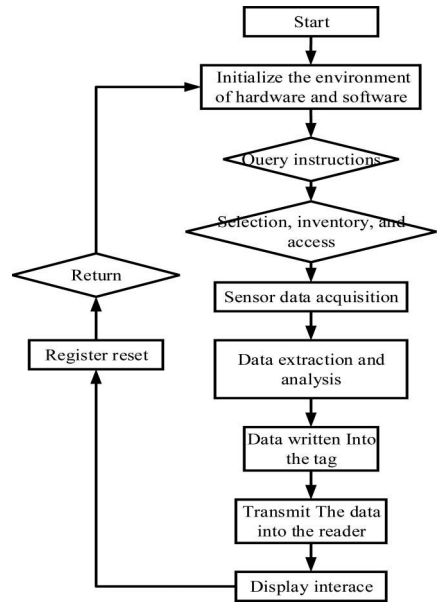 Start
Initialize the environment
of hardware and software
Query instructions
Selection, inventory, and
access
Return
Sensor data acquisition
Register reset
Data extraction and
analysis
Data written Into
the tag
Transmit The data
into the reader
Display interace